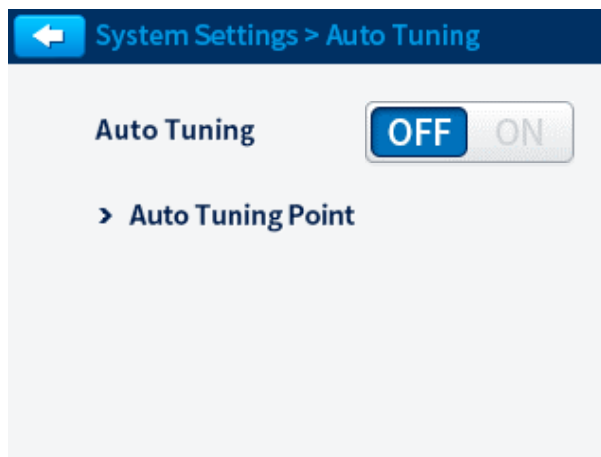 System Settings > Auto Tuning
Auto Tuning OFF ON
> Auto Tuning Point